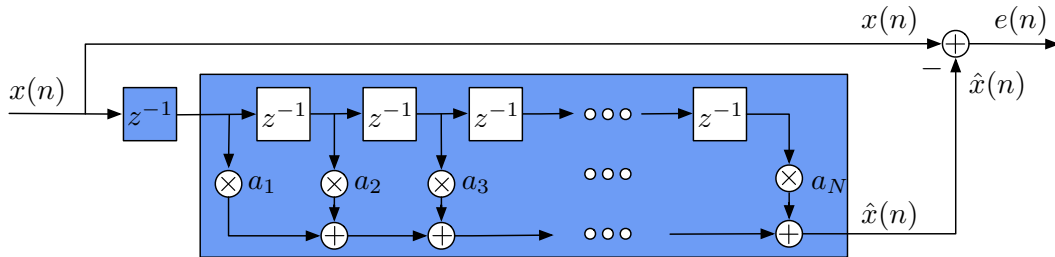 x(n) e(n)
−
x(n) x̂(n)
z⁻¹ z⁻¹ z⁻¹ z⁻¹ z⁻¹
a₁ a₂ a₃ a_N
x̂(n)